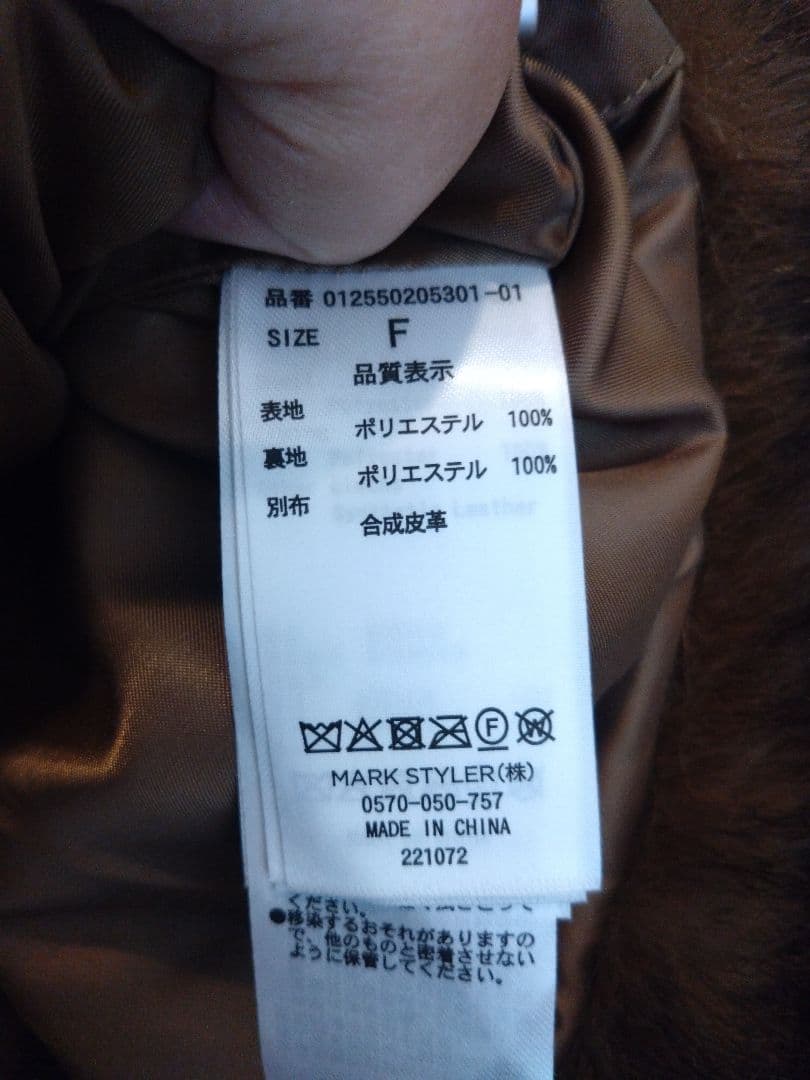 品番 012550205301-01
SIZE F
品質表示
表地 ポリエステル 100%
裏地 ポリエステル 100%
別布 合成皮革
F W
MARK STYLER(株)
0570-050-757
MADE IN CHINA
221072
ください。
●移染するおそれがありますの
で、他のものとは密着させない
ように保管してください。